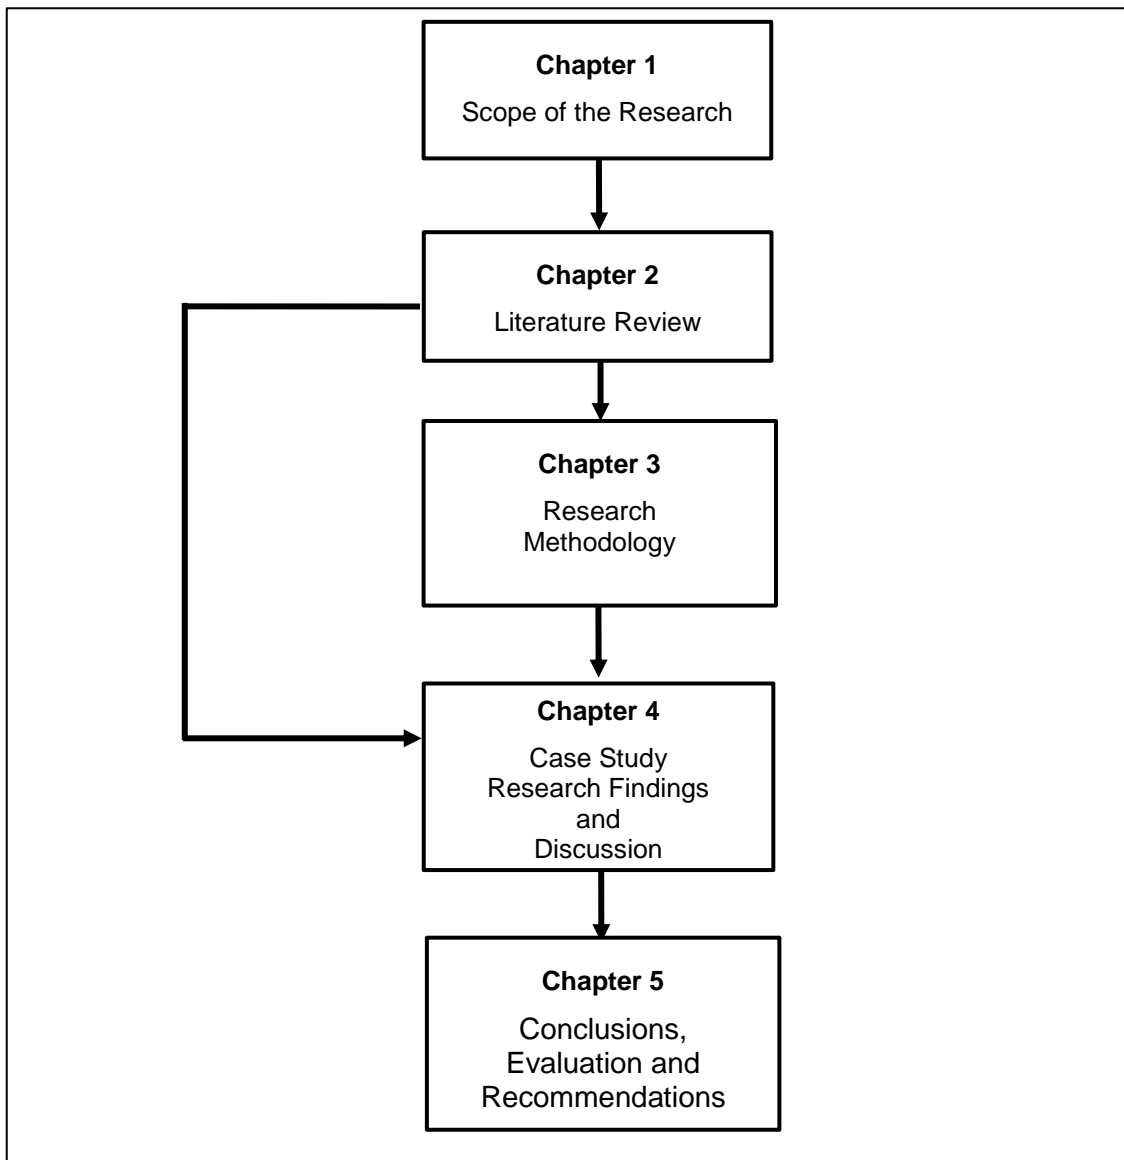 Chapter 1
Scope of the Research
Chapter 2
Literature Review
Chapter 3
Research
Methodology
Chapter 4
Case Study
Research Findings
and
Discussion
Chapter 5
Conclusions,
Evaluation and
Recommendations